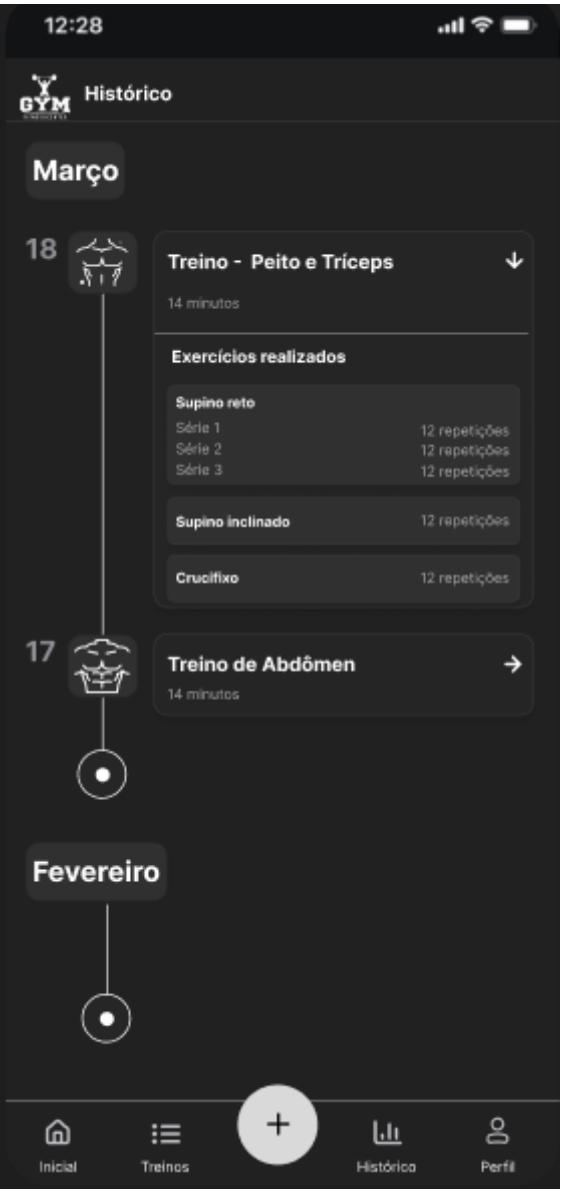 12:28
GYM Histórico
Março
18
Treino - Peito e Tríceps
14 minutos
Exercícios realizados
Supino reto
Série 1 12 repetições
Série 2 12 repetições
Série 3 12 repetições
Supino inclinado 12 repetições
Crucifixo 12 repetições
17
Treino de Abdômen
14 minutos
Fevereiro
+
Inicial Treinos Histórico Perfil